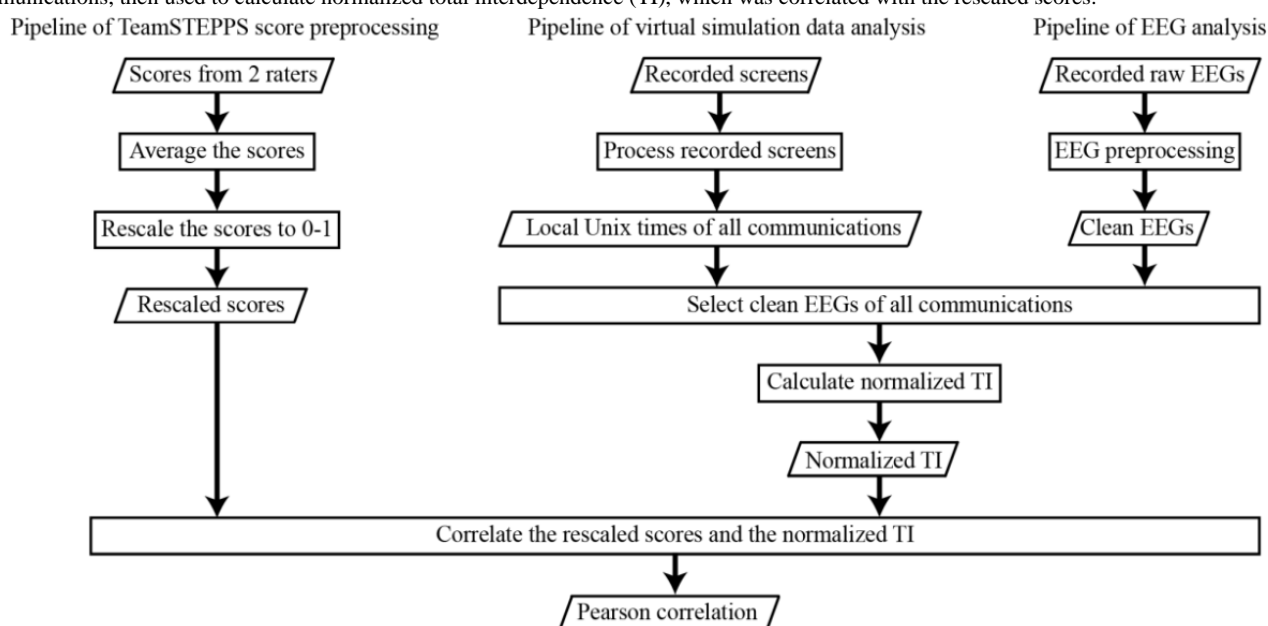 munications, then used to calculate normalized total interdependence (TI), which was correlated with the rescaled scores.
Pipeline of TeamSTEPPS score preprocessing
Pipeline of virtual simulation data analysis
Pipeline of EEG analysis
Scores from 2 raters
Recorded screens
Recorded raw EEGs
Average the scores
Process recorded screens
EEG preprocessing
Rescale the scores to 0-1
Local Unix times of all communications
Clean EEGs
Rescaled scores
Select clean EEGs of all communications
Calculate normalized TI
Normalized TI
Correlate the rescaled scores and the normalized TI
Pearson correlation